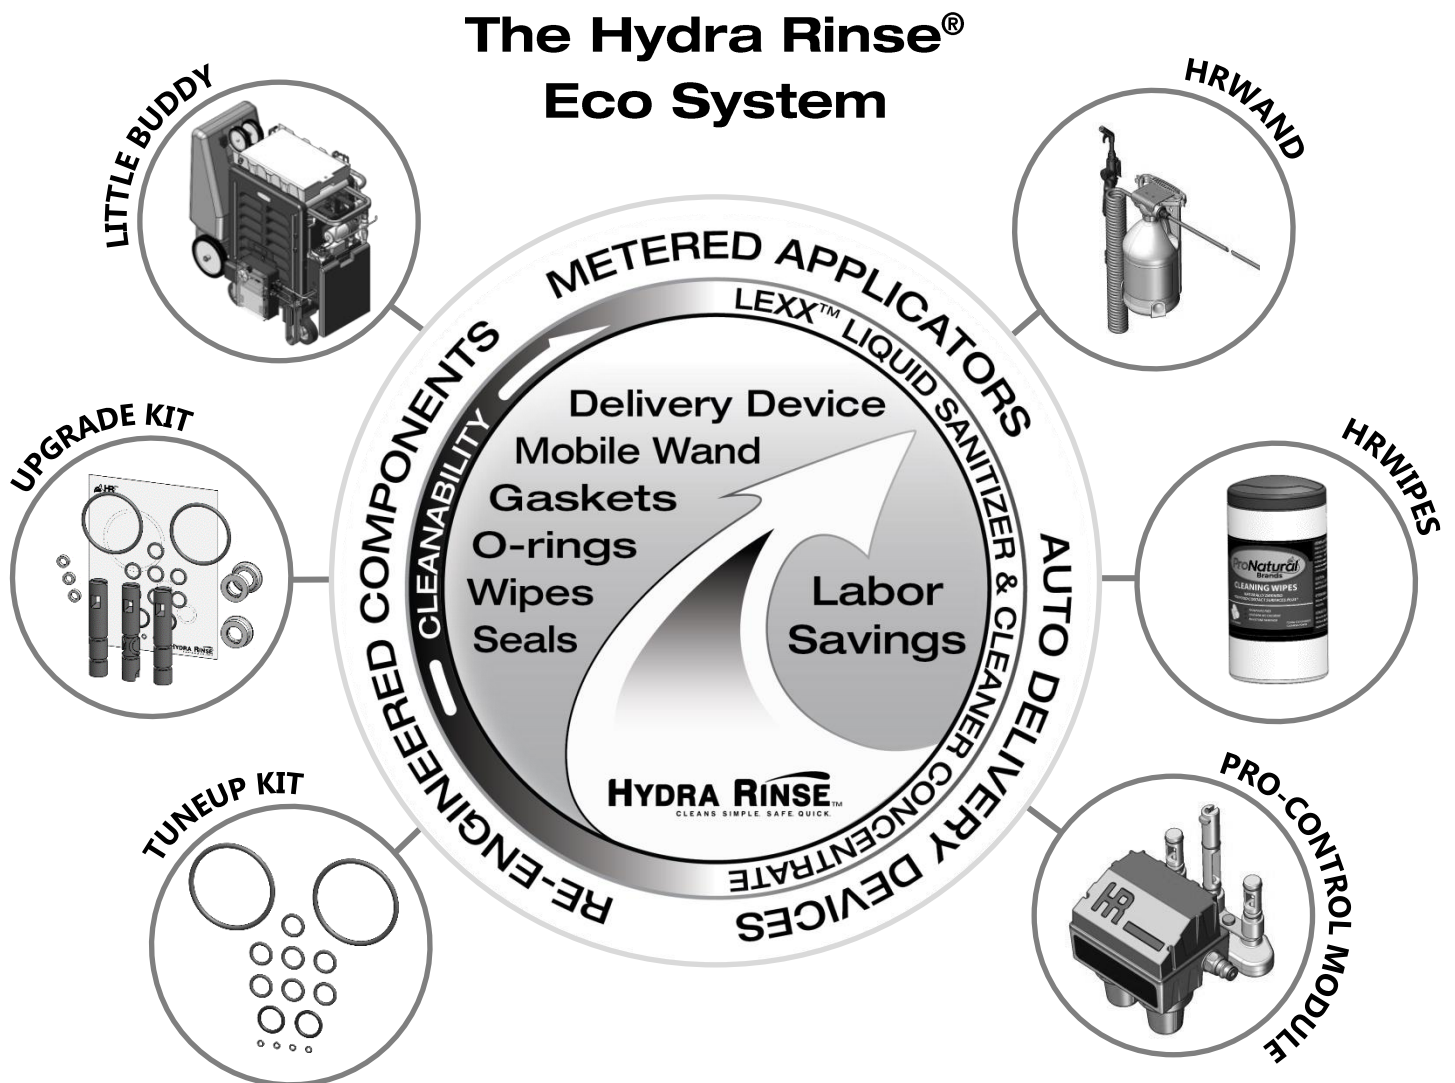 The Hydra Rinse®
Eco System
LITTLE BUDDY
HRWAND
UPGRADE KIT
HRWIPES
TUNEUP KIT
PRO-CONTROL MODULE
METERED APPLICATORS
AUTO DELIVERY DEVICES
RE-ENGINEERED COMPONENTS
LEXX™ LIQUID SANITIZER & CLEANER CONCENTRATE
CLEANABILITY
Delivery Device
Mobile Wand
Gaskets
O-rings
Wipes
Seals
Labor
Savings
HYDRA RINSE™
CLEANS SIMPLE. SAFE. QUICK.
HR
HYDRA RINSE
ProNatural
Brands
CLEANING WIPES
HR